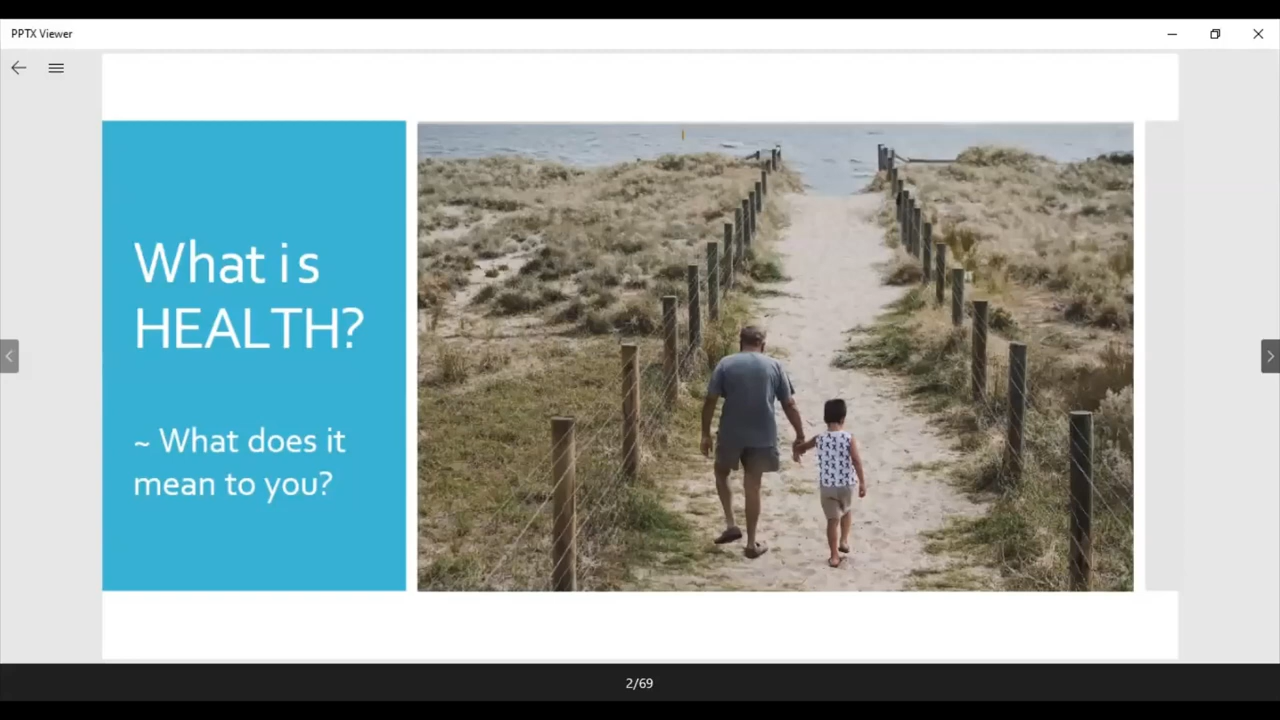 PPTX Viewer
What is
HEALTH?
~ What does it
mean to you?
2/69